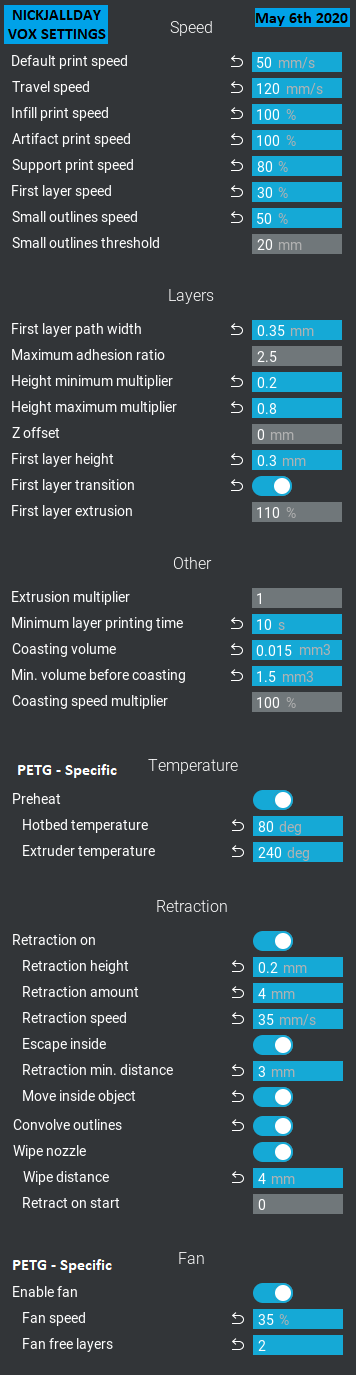 NICKJALLDAY
VOX SETTINGS
May 6th 2020
Speed
Default print speed 50 mm/s
Travel speed 120 mm/s
Infill print speed 100 %
Artifact print speed 100 %
Support print speed 80 %
First layer speed 30 %
Small outlines speed 50 %
Small outlines threshold 20 mm
Layers
First layer path width 0.35 mm
Maximum adhesion ratio 2.5
Height minimum multiplier 0.2
Height maximum multiplier 0.8
Z offset 0 mm
First layer height 0.3 mm
First layer transition
First layer extrusion 110 %
Other
Extrusion multiplier 1
Minimum layer printing time 10 s
Coasting volume 0.015 mm3
Min. volume before coasting 1.5 mm3
Coasting speed multiplier 100 %
PETG - Specific Temperature
Preheat
Hotbed temperature 80 deg
Extruder temperature 240 deg
Retraction
Retraction on
Retraction height 0.2 mm
Retraction amount 4 mm
Retraction speed 35 mm/s
Escape inside
Retraction min. distance 3 mm
Move inside object
Convolve outlines
Wipe nozzle
Wipe distance 4 mm
Retract on start 0
PETG - Specific Fan
Enable fan
Fan speed 35 %
Fan free layers 2